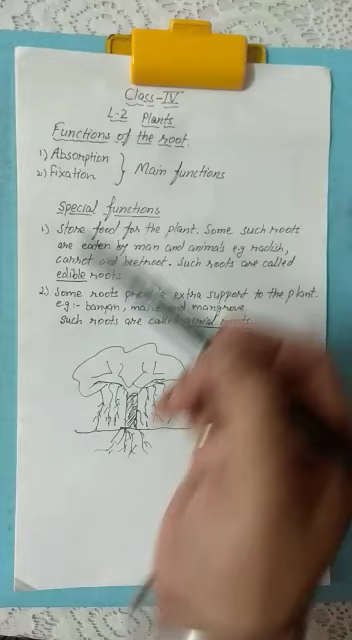 Class-IV
L-2 Plants
Functions of the root.
1) Absorption
2) Fixation } Main functions
Special functions
1) Store food for the plant. Some such roots
are eaten by man and animals e.g radish,
carrot and beetroot. Such roots are called
edible roots
2) Some roots provide extra support to the plant.
e.g:- banyan, maize and mangrove
such roots are called aerial roots